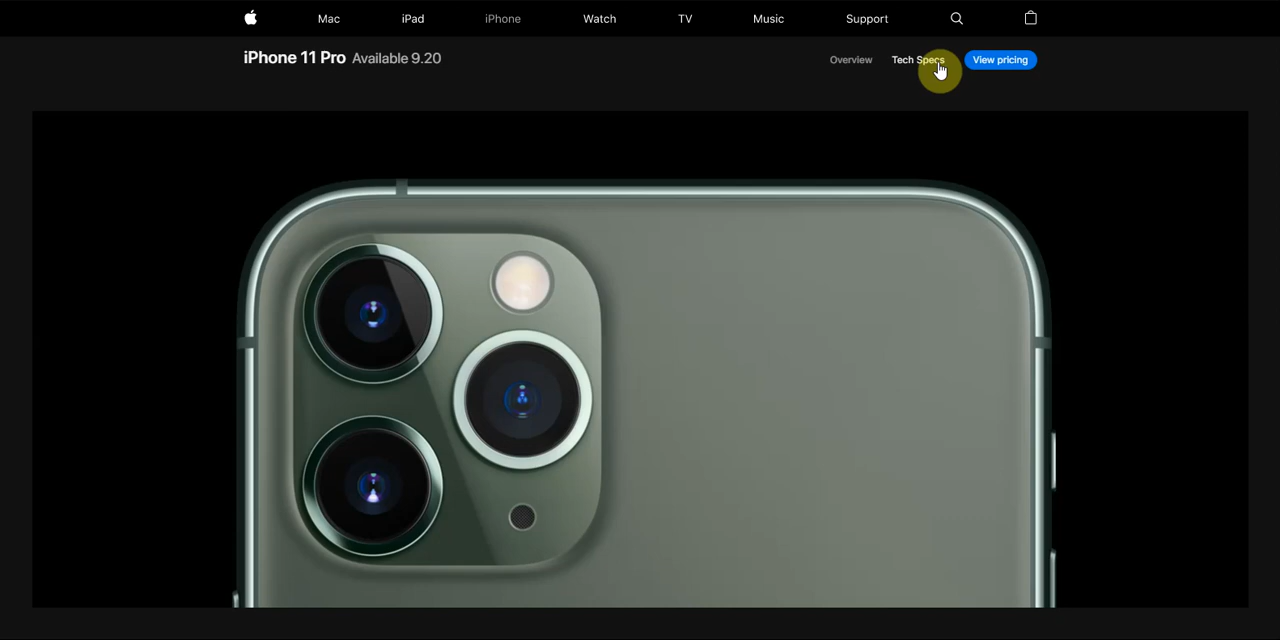 Mac iPad iPhone Watch TV Music Support
iPhone 11 Pro Available 9.20
Overview Tech Specs View pricing